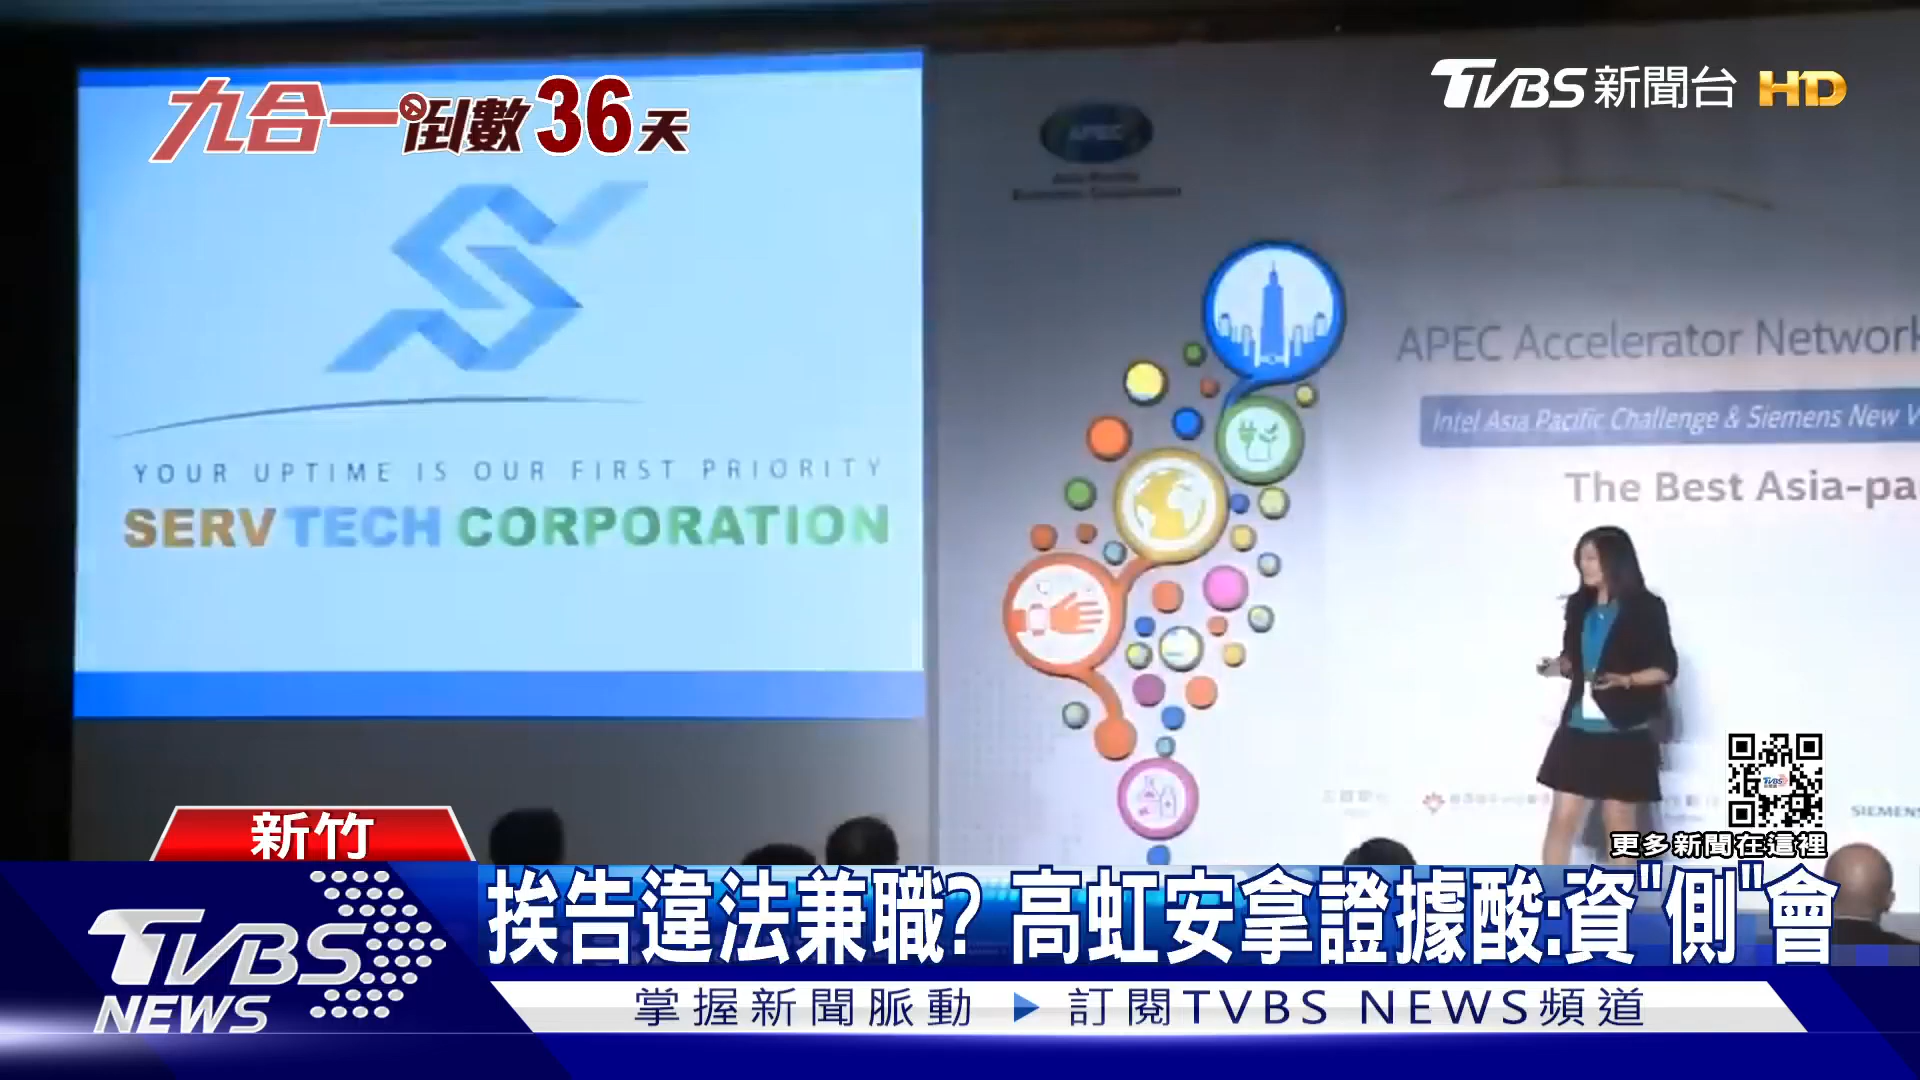 九合一倒數36天
TVBS新聞台 HD
APEC
YOUR UPTIME IS OUR FIRST PRIORITY
SERVTECH CORPORATION
APEC Accelerator Network
Intel Asia Pacific Challenge & Siemens New V
The Best Asia-pa
SIEMENS
TVBS
更多新聞在這裡
新竹
挨告違法兼職? 高虹安拿證據酸:資"側"會
TVBS NEWS
掌握新聞脈動 ▶ 訂閱TVBS NEWS頻道